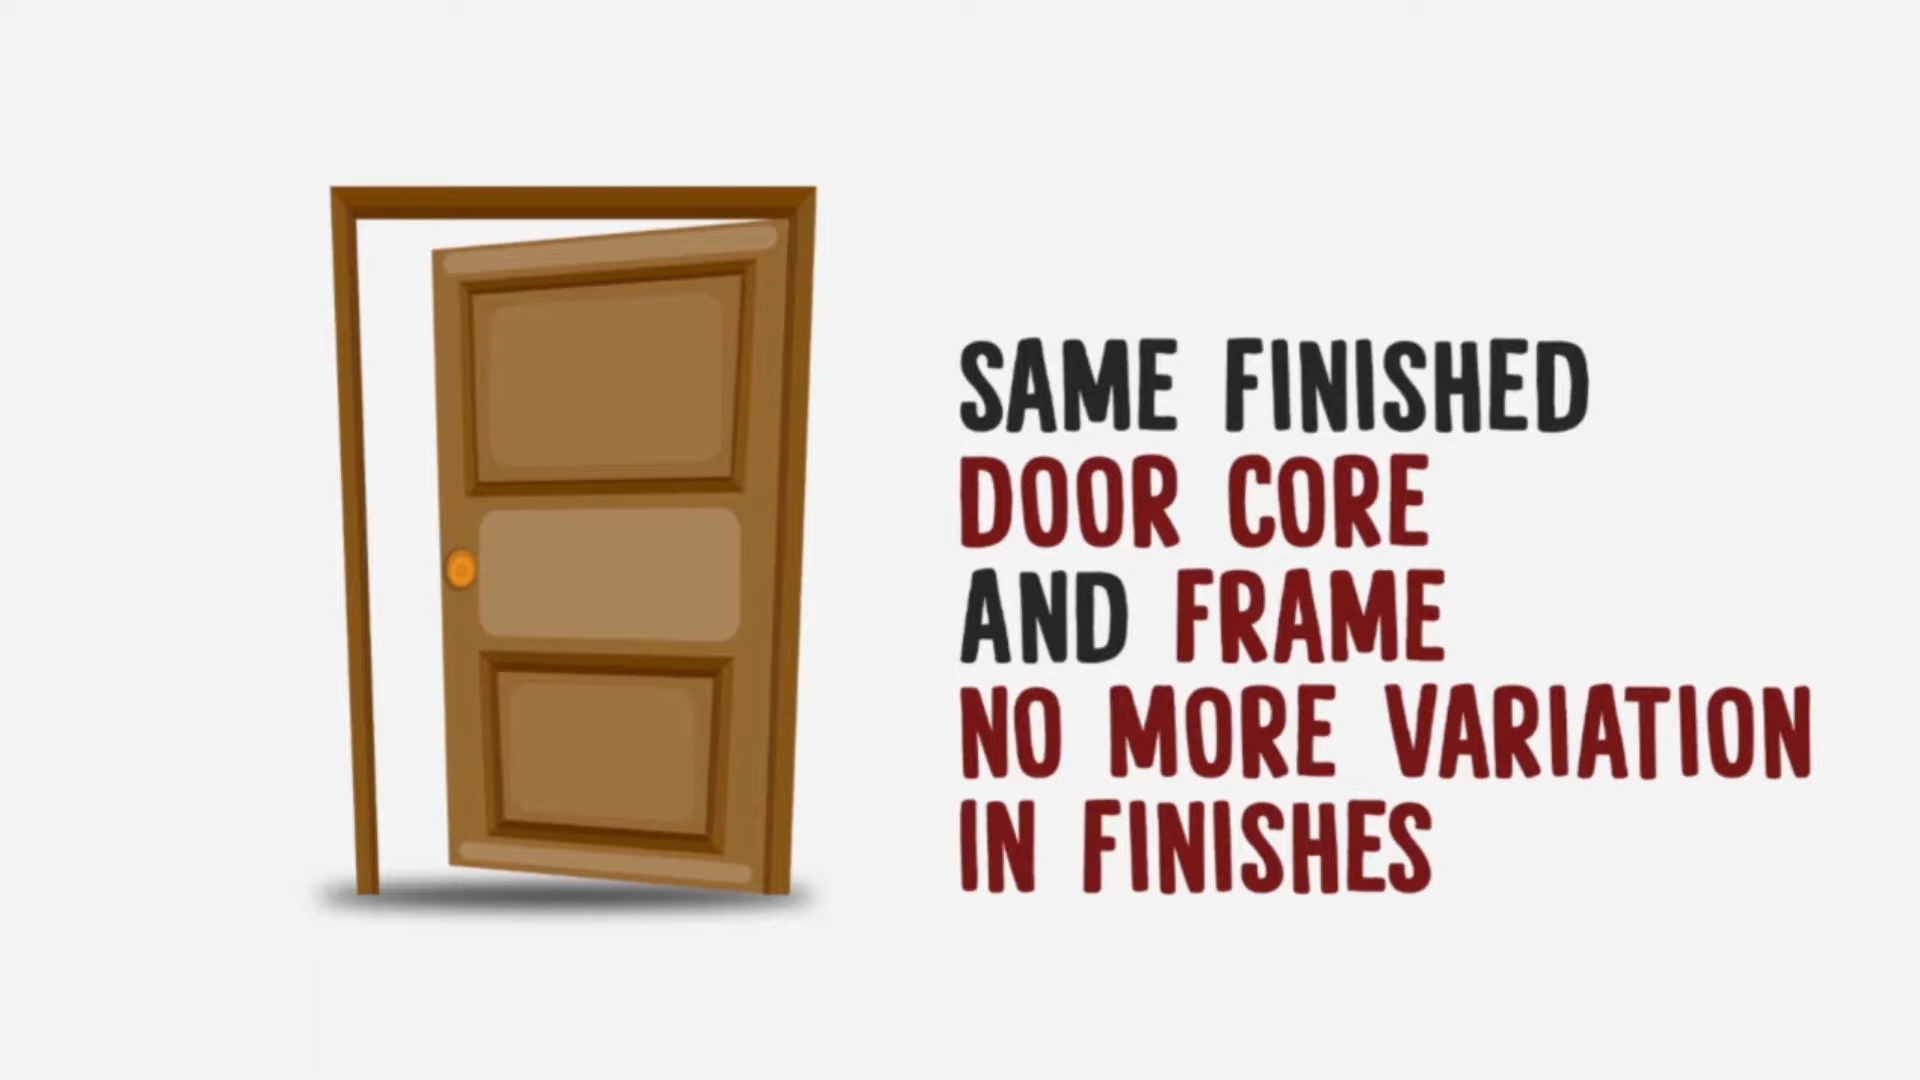 SAME FINISHED
DOOR CORE
AND FRAME
NO MORE VARIATION
IN FINISHES